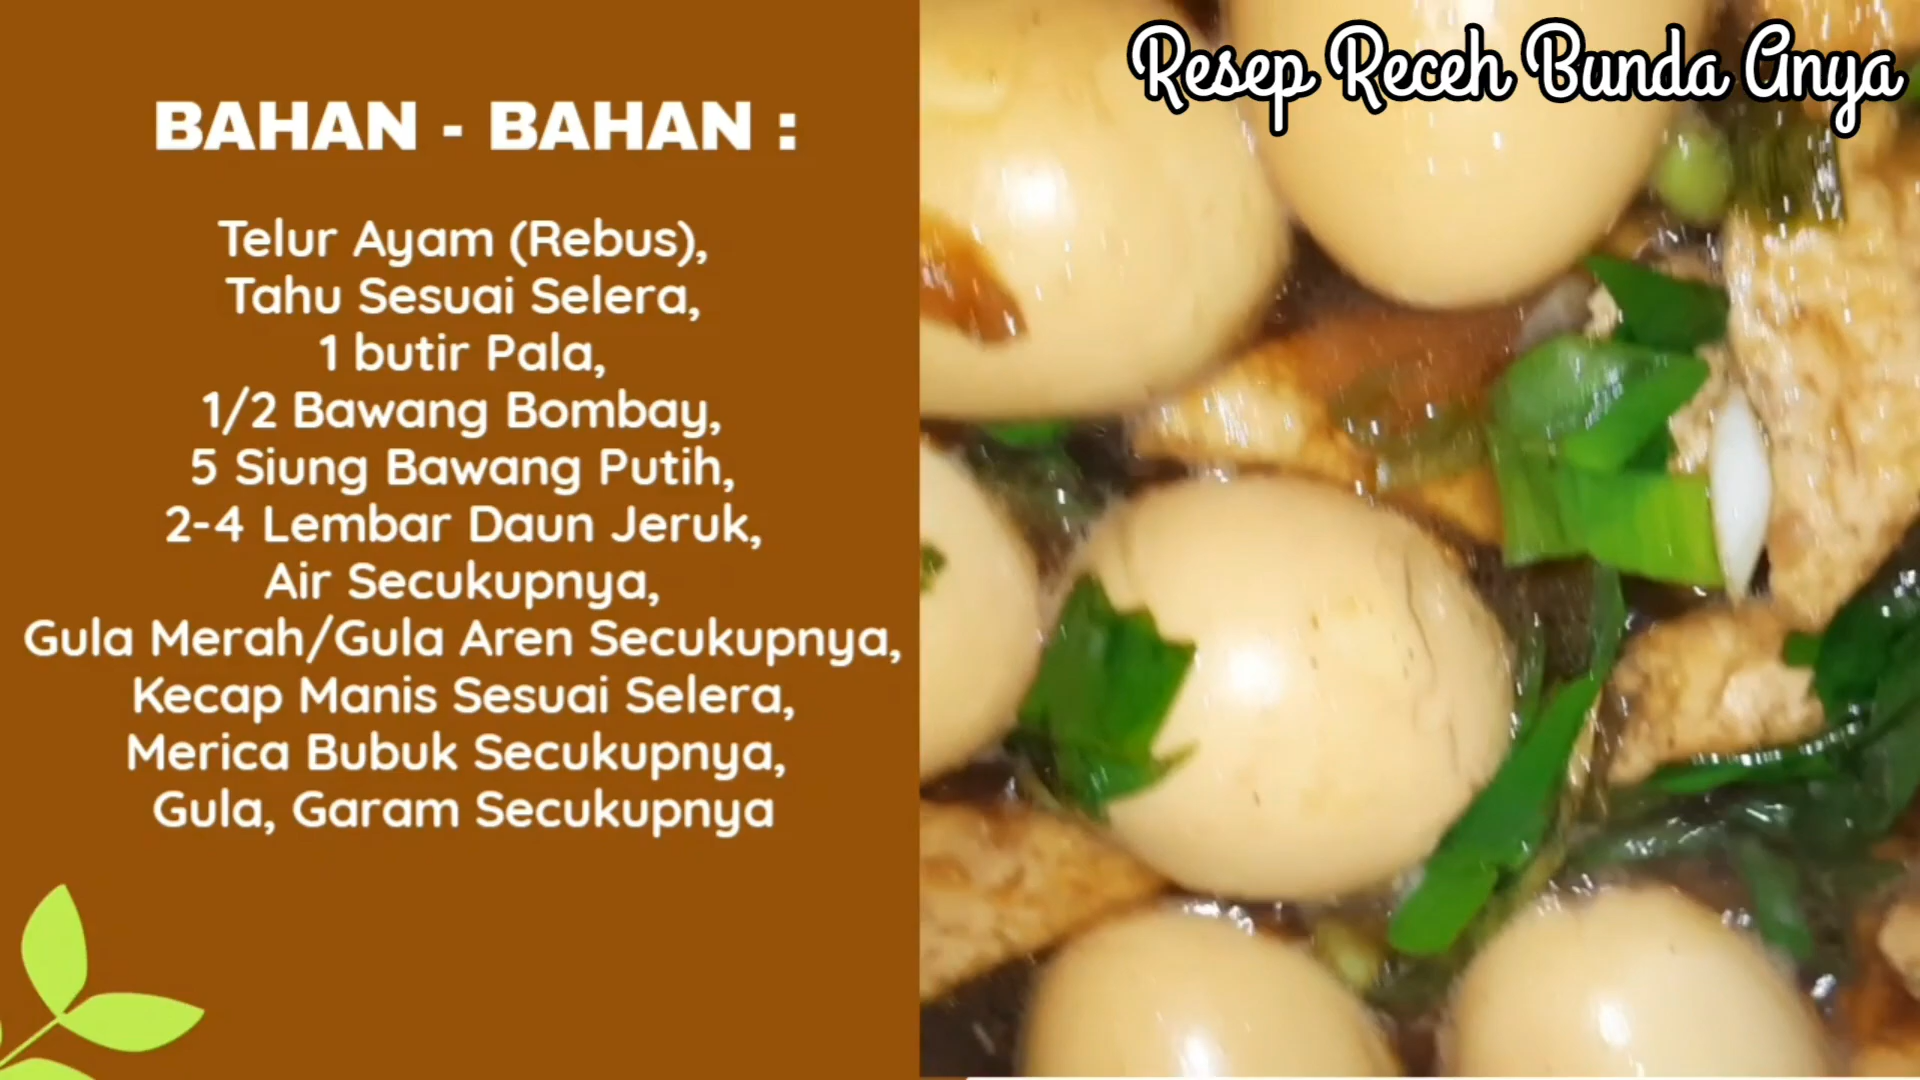 Resep Receh Bunda Anya
BAHAN - BAHAN :
Telur Ayam (Rebus),
Tahu Sesuai Selera,
1 butir Pala,
1/2 Bawang Bombay,
5 Siung Bawang Putih,
2-4 Lembar Daun Jeruk,
Air Secukupnya,
Gula Merah/Gula Aren Secukupnya,
Kecap Manis Sesuai Selera,
Merica Bubuk Secukupnya,
Gula, Garam Secukupnya